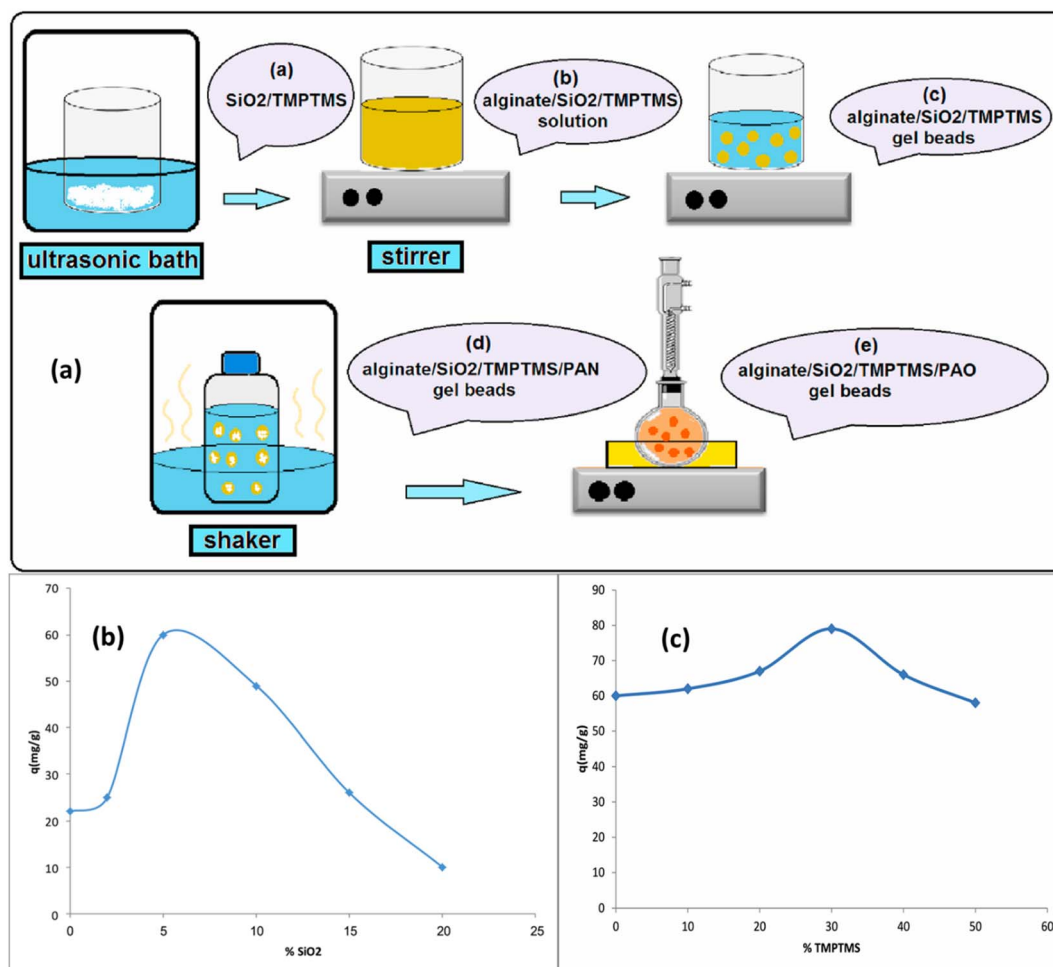 (a)
SiO2/TMPTMS
(b)
alginate/SiO2/TMPTMS
solution
(c)
alginate/SiO2/TMPTMS
gel beads
ultrasonic bath
stirrer
(a)
(d)
alginate/SiO2/TMPTMS/PAN
gel beads
(e)
alginate/SiO2/TMPTMS/PAO
gel beads
shaker
(b)
q(mg/g)
70
60
50
40
30
20
10
0
0 5 10 15 20 25
% SiO2
(c)
q(mg/g)
90
80
70
60
50
40
30
20
10
0
0 10 20 30 40 50 60
% TMPTMS